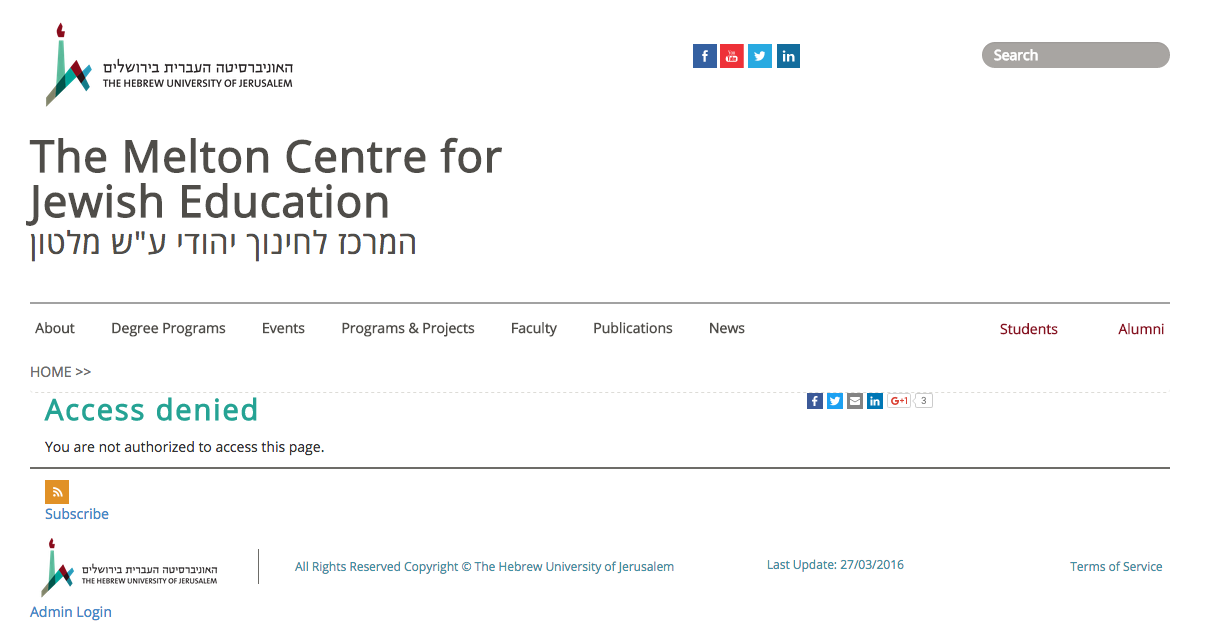 האוניברסיטה העברית בירושלים
THE HEBREW UNIVERSITY OF JERUSALEM
Search
The Melton Centre for
Jewish Education
המרכז לחינוך יהודי ע"ש מלטון
About Degree Programs Events Programs & Projects Faculty Publications News Students Alumni
HOME >>
Access denied
G+1 3
You are not authorized to access this page.
Subscribe
האוניברסיטה העברית בירושלים
THE HEBREW UNIVERSITY OF JERUSALEM
All Rights Reserved Copyright © The Hebrew University of Jerusalem
Last Update: 27/03/2016
Terms of Service
Admin Login